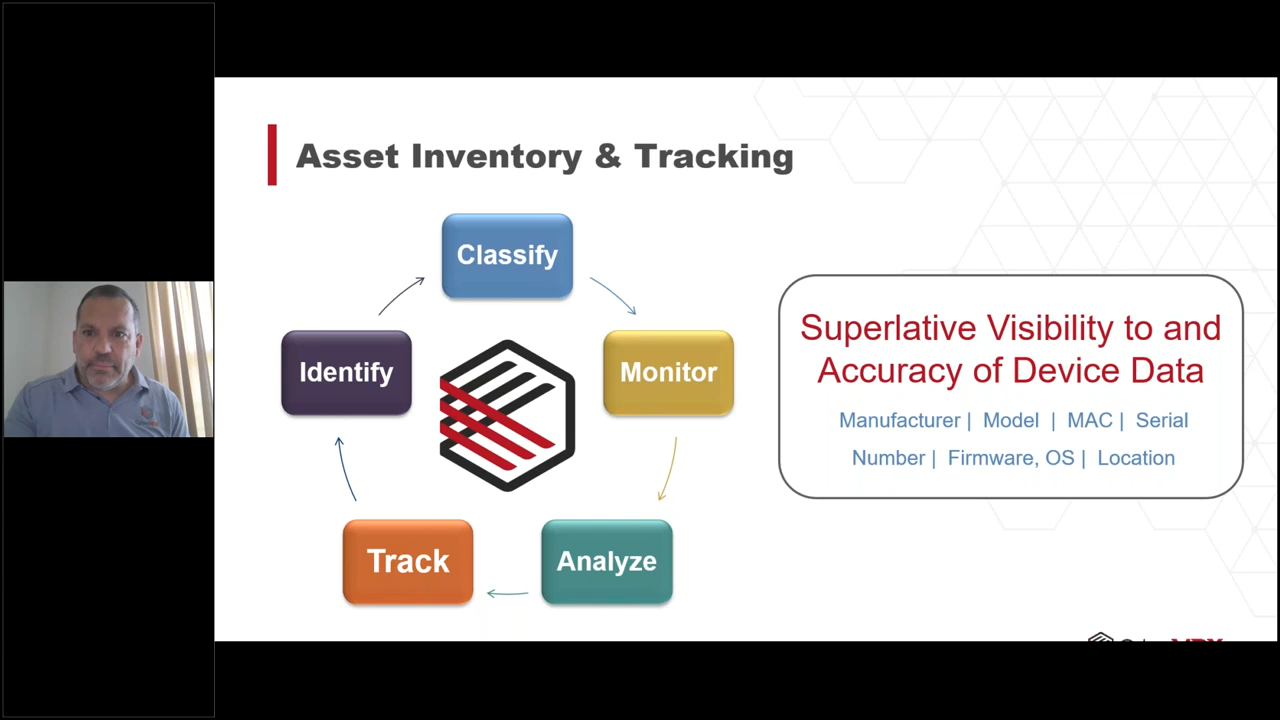 Asset Inventory & Tracking
Classify
Identify
Monitor
Superlative Visibility to and
Accuracy of Device Data
Manufacturer | Model | MAC | Serial
Number | Firmware, OS | Location
Track
Analyze